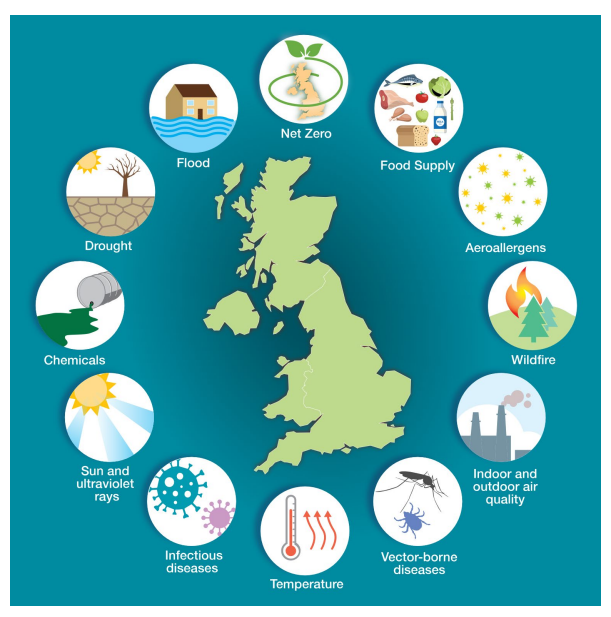 Net Zero
Food Supply
Aeroallergens
Wildfire
Indoor and
outdoor air
quality
Vector-borne
diseases
Temperature
Infectious
diseases
Sun and
ultraviolet
rays
Chemicals
Drought
Flood